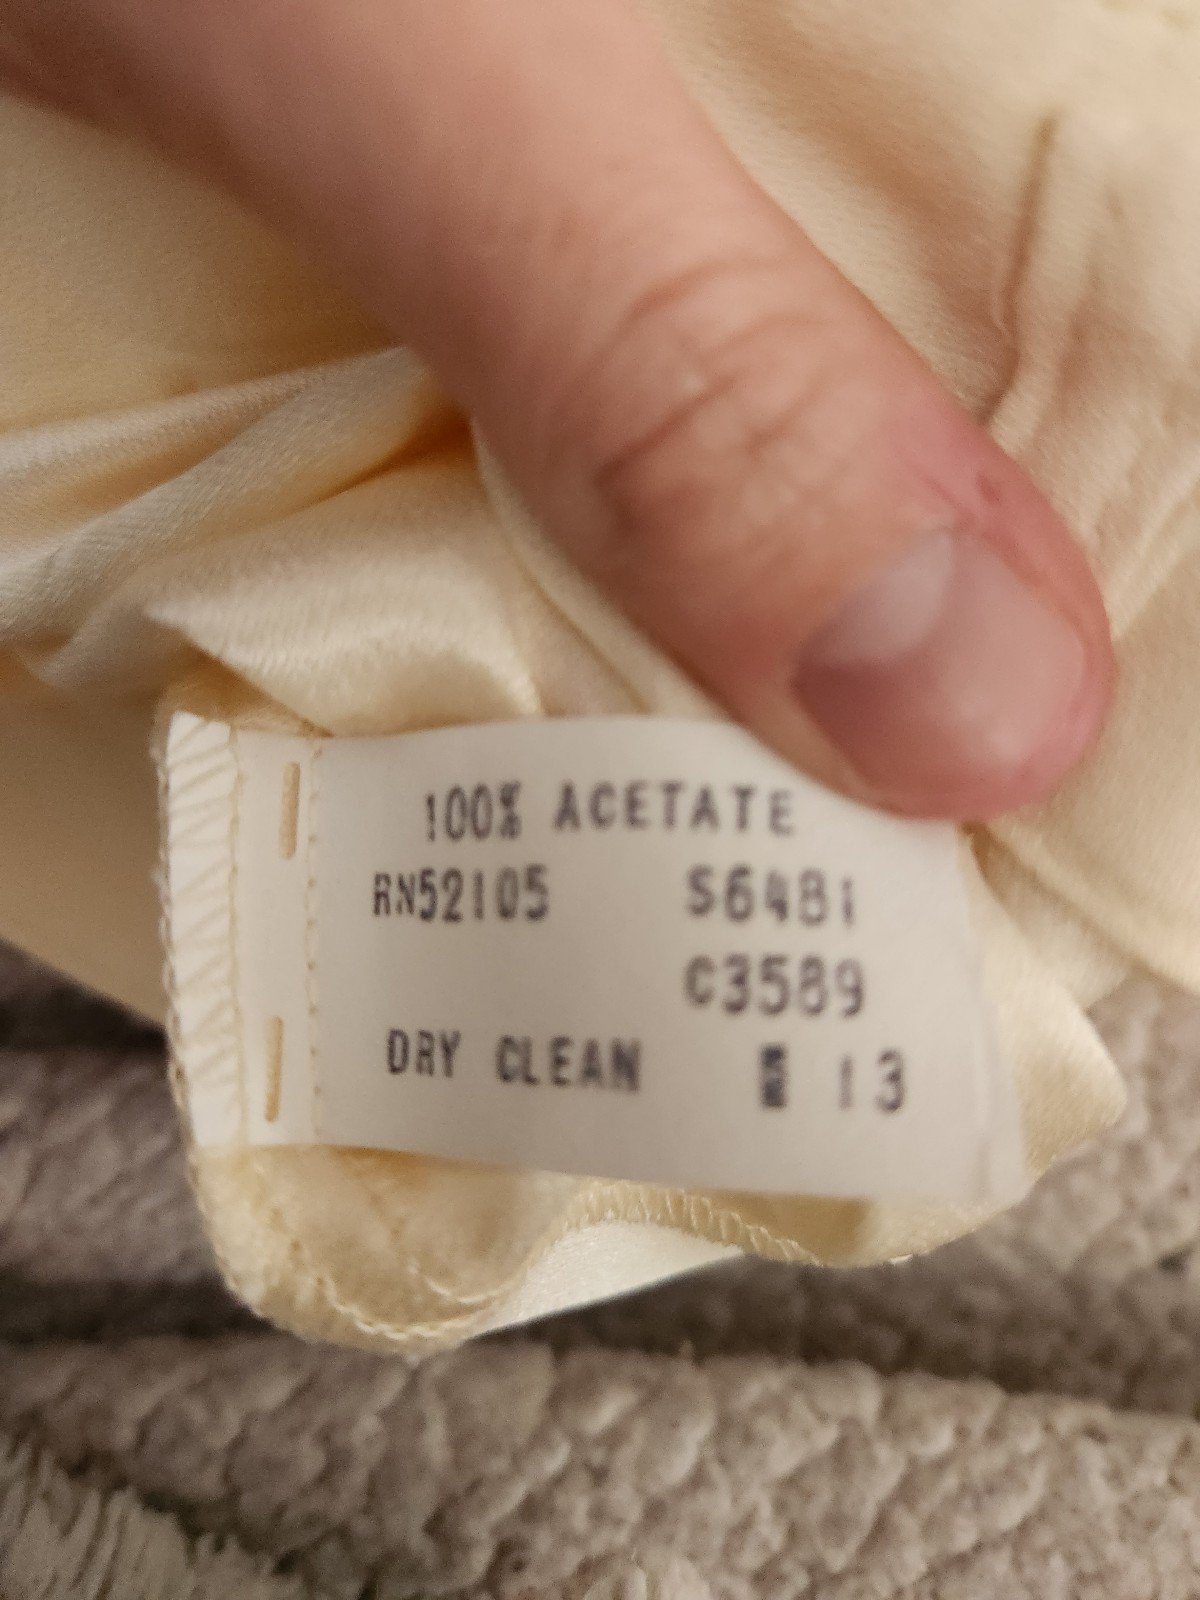 100% ACETATE
RN52105 S6481
C3589
DRY CLEAN 13